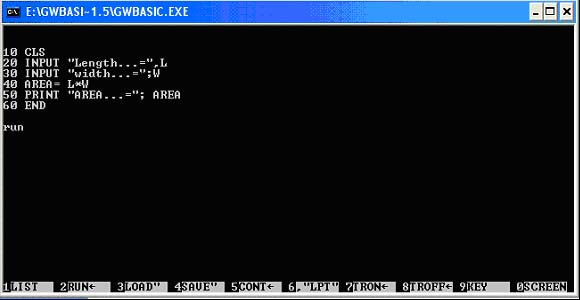 E:\GWBASI~1.5\GWBASIC.EXE
10 CLS
20 INPUT "Length...=",L
30 INPUT "width...=";W
40 AREA= L*W
50 PRINT "AREA...="; AREA
60 END
run
1LIST 2RUN← 3LOAD" 4SAVE" 5CONT← 6,"LPT" 7TRON← 8TROFF← 9KEY 0SCREEN